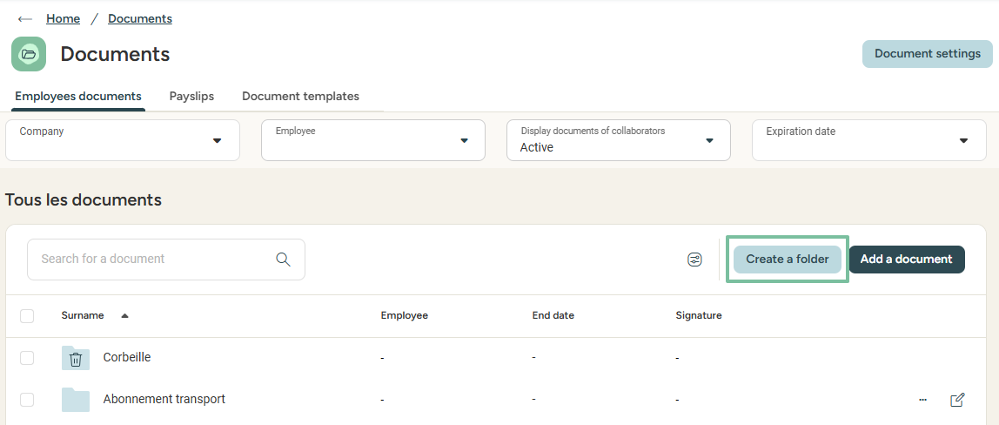 Home / Documents
Documents
Document settings
Employees documents Payslips Document templates
Company Employee Display documents of collaborators Expiration date
Active
Tous les documents
Search for a document Create a folder Add a document
Surname Employee End date Signature
Corbeille - - -
Abonnement transport - - -